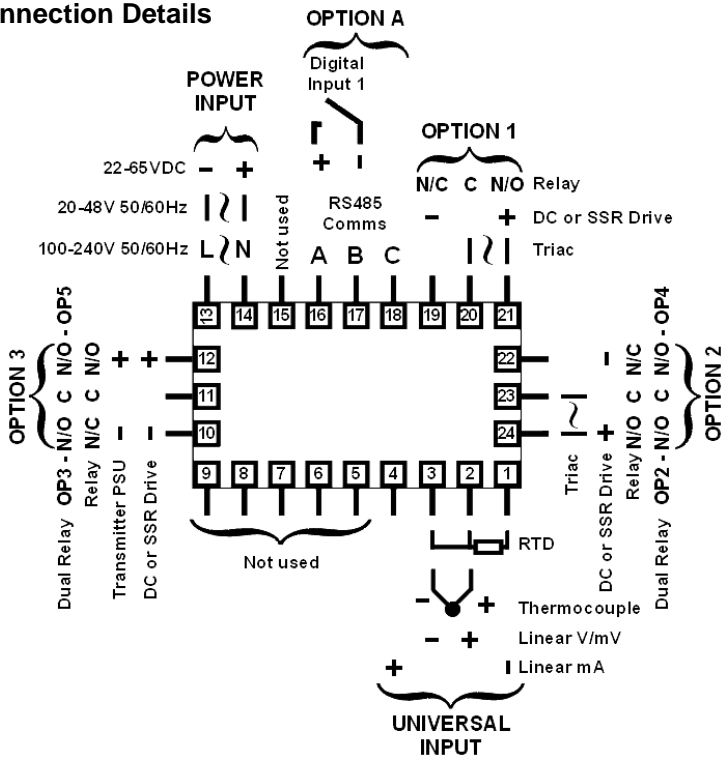 nnection Details
OPTION A
Digital
Input 1
+ –
POWER
INPUT
– +
22-65VDC
20-48V 50/60Hz
100-240V 50/60Hz
L N
Not used
RS485
Comms
A B C
OPTION 1
N/C C N/O Relay
– + DC or SSR Drive
Triac
13 14 15 16 17 18 19 20 21
12
11
10
22
23
24
9 8 7 6 5 4 3 2 1
OPTION 3
Dual Relay OP3 - N/O C N/O - OP5
Relay N/C C N/O
Transmitter PSU – +
DC or SSR Drive – +
Triac
DC or SSR Drive + –
Relay N/O C N/C
Dual Relay OP2 - N/O C N/O - OP4
OPTION 2
Not used
RTD
– + Thermocouple
– + Linear V/mV
+ – Linear mA
UNIVERSAL
INPUT